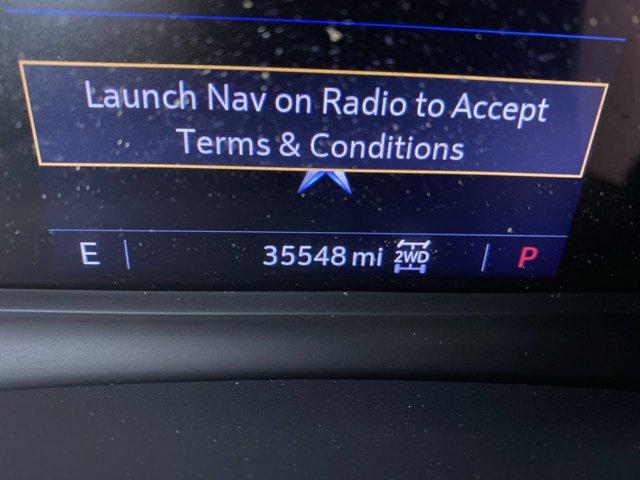 Launch Nav on Radio to Accept
Terms & Conditions
E 35548 mi 2WD P